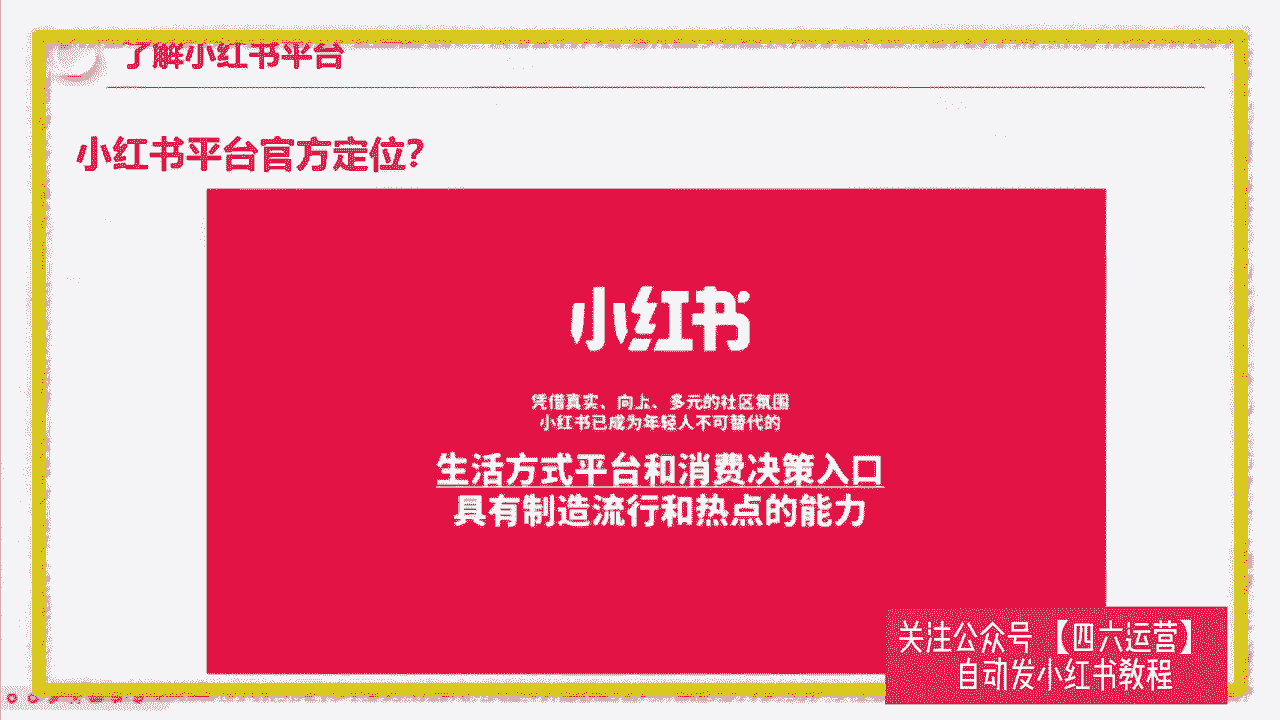 了解小红书平台
小红书平台官方定位？
小红书
凭借真实、向上、多元的社区氛围
小红书已成为年轻人不可替代的
生活方式平台和消费决策入口
具有制造流行和热点的能力
关注公众号【四六运营】
自动发小红书教程